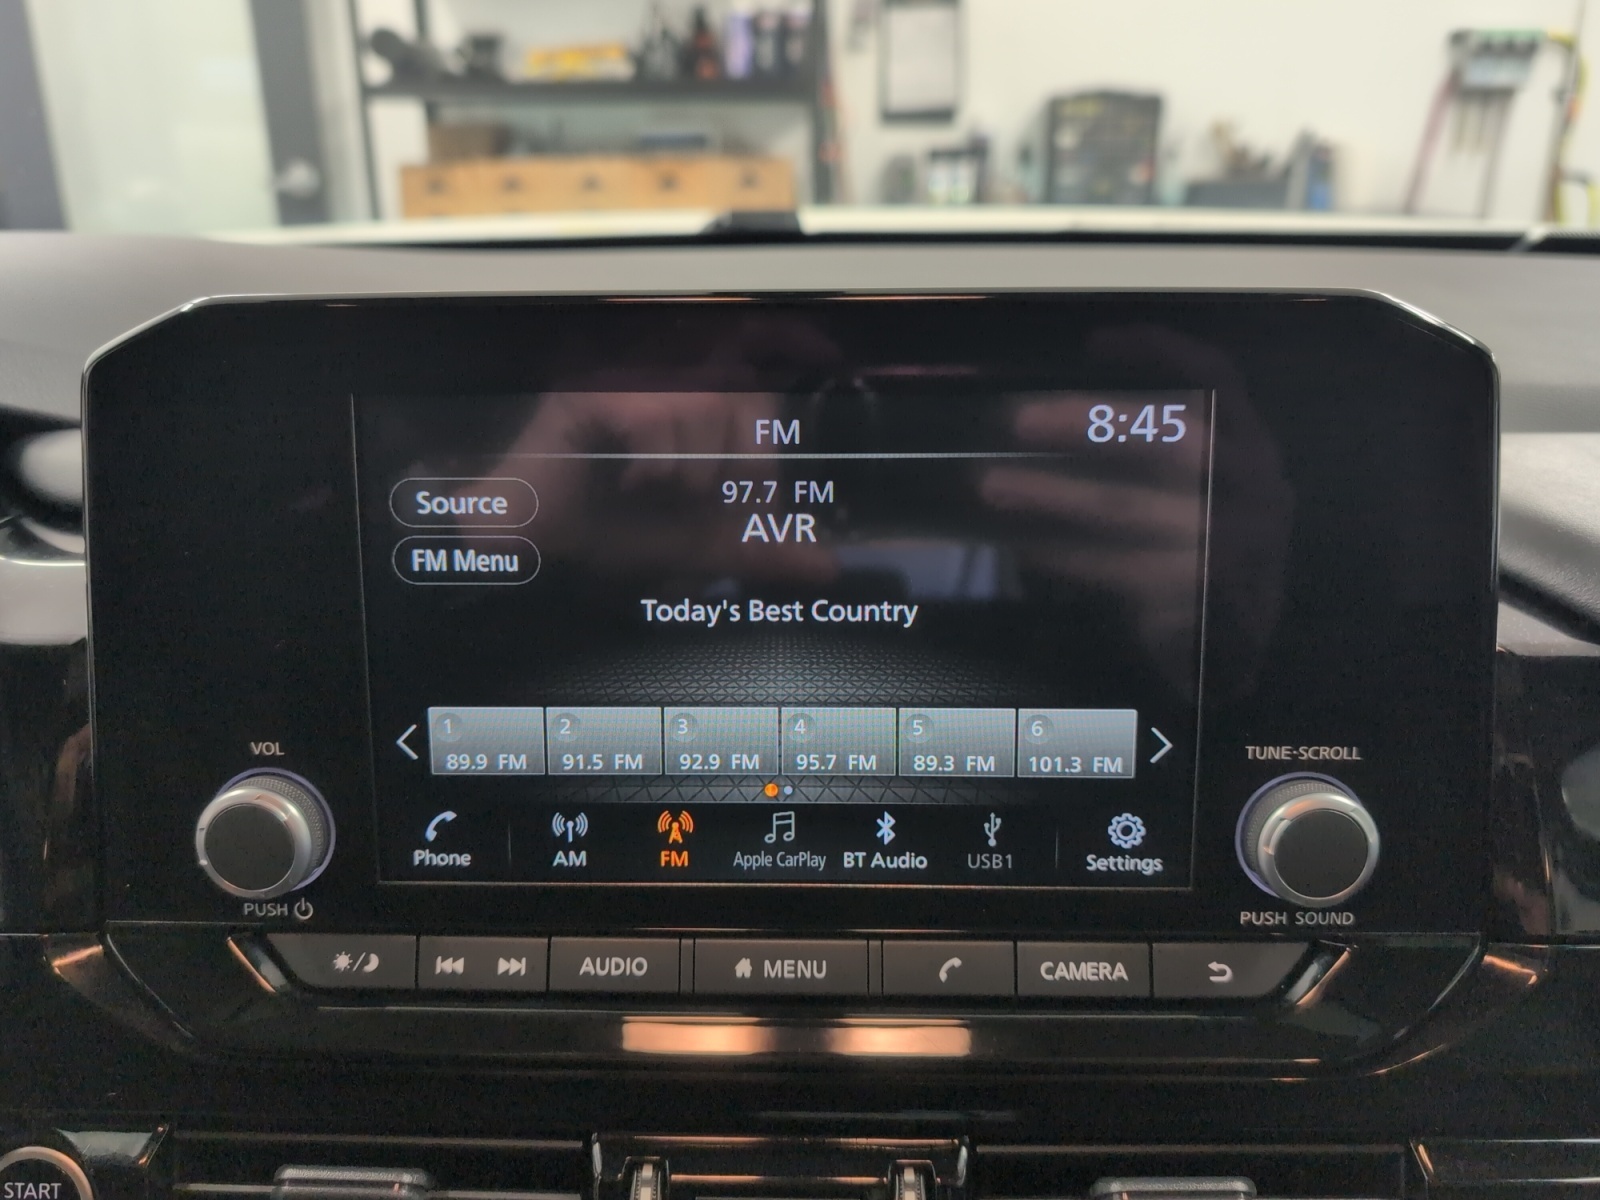 FM
8:45
Source
97.7 FM
AVR
FM Menu
Today's Best Country
1
2
3
4
5
6
89.9 FM
91.5 FM
92.9 FM
95.7 FM
89.3 FM
101.3 FM
VOL
TUNE-SCROLL
Phone
AM
FM
Apple CarPlay
BT Audio
USB1
Settings
PUSH
PUSH SOUND
AUDIO
MENU
CAMERA
START